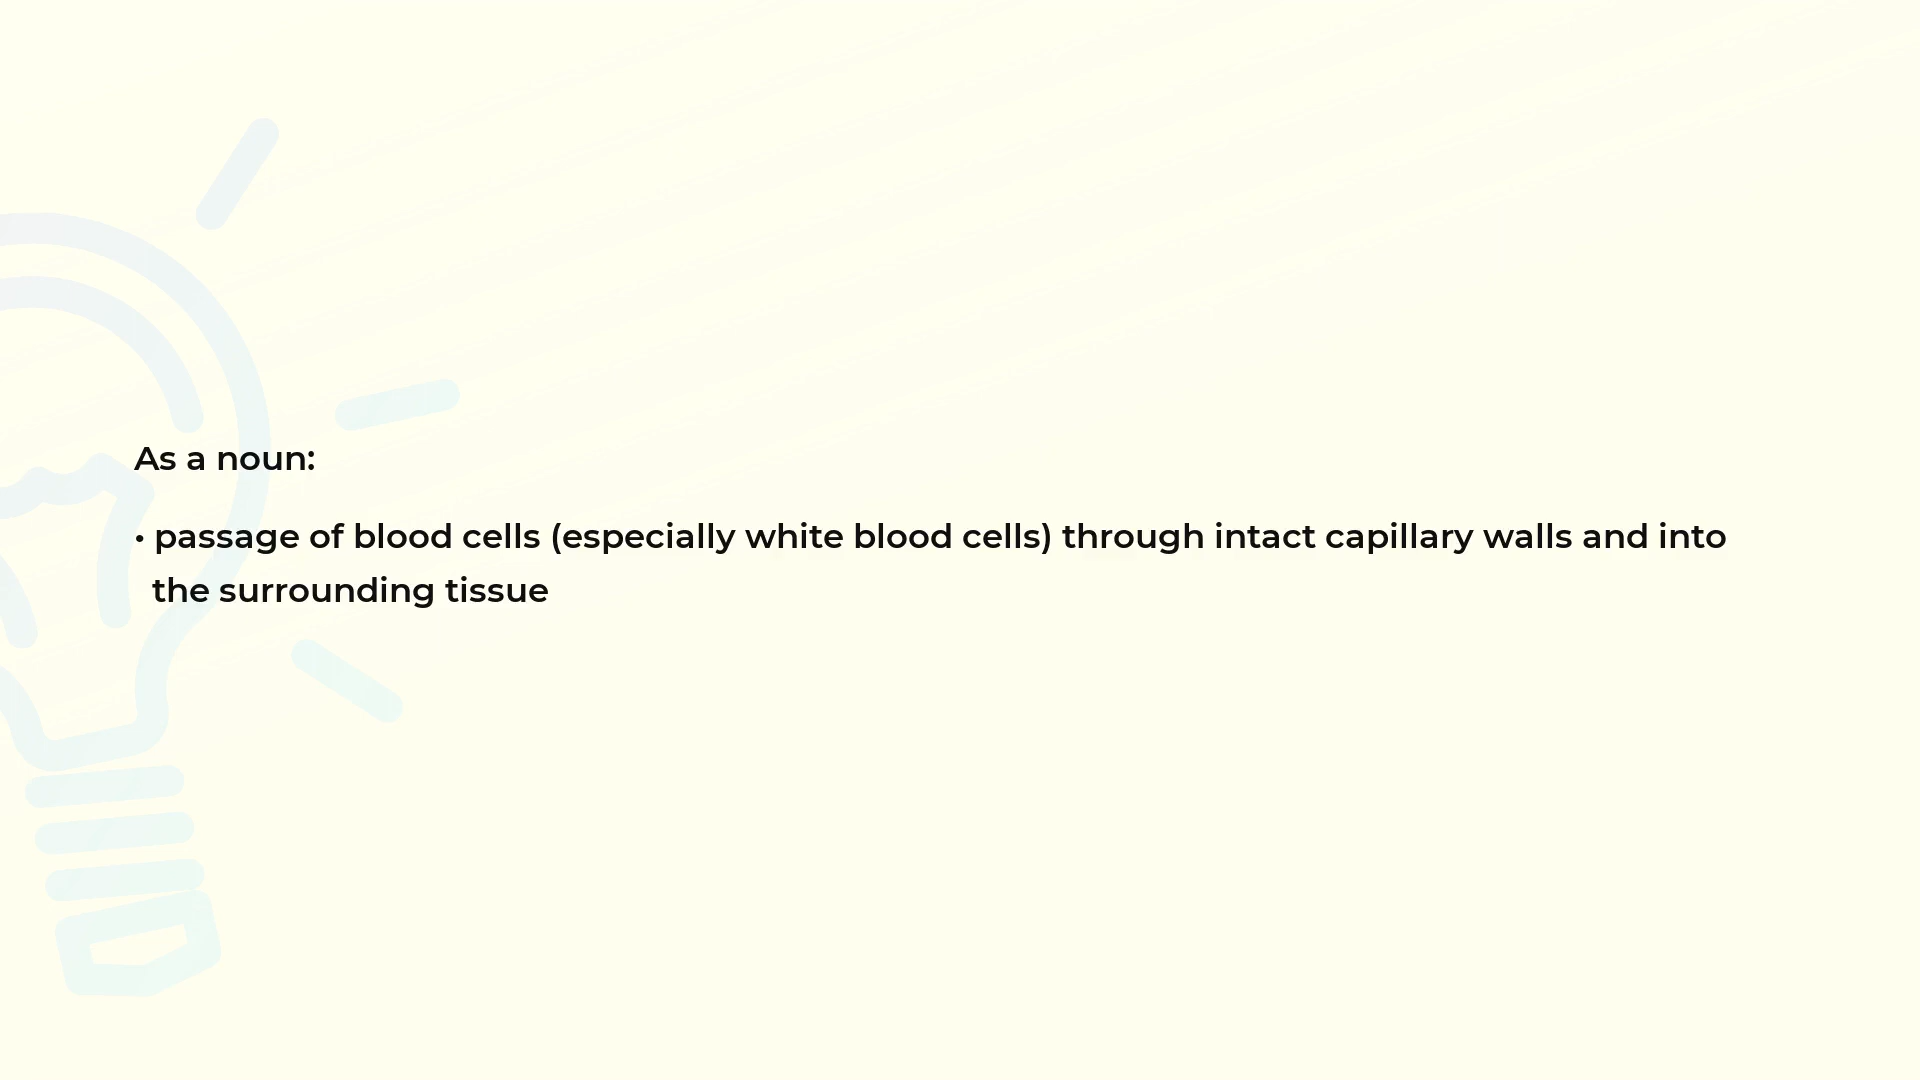 As a noun:
• passage of blood cells (especially white blood cells) through intact capillary walls and into
the surrounding tissue